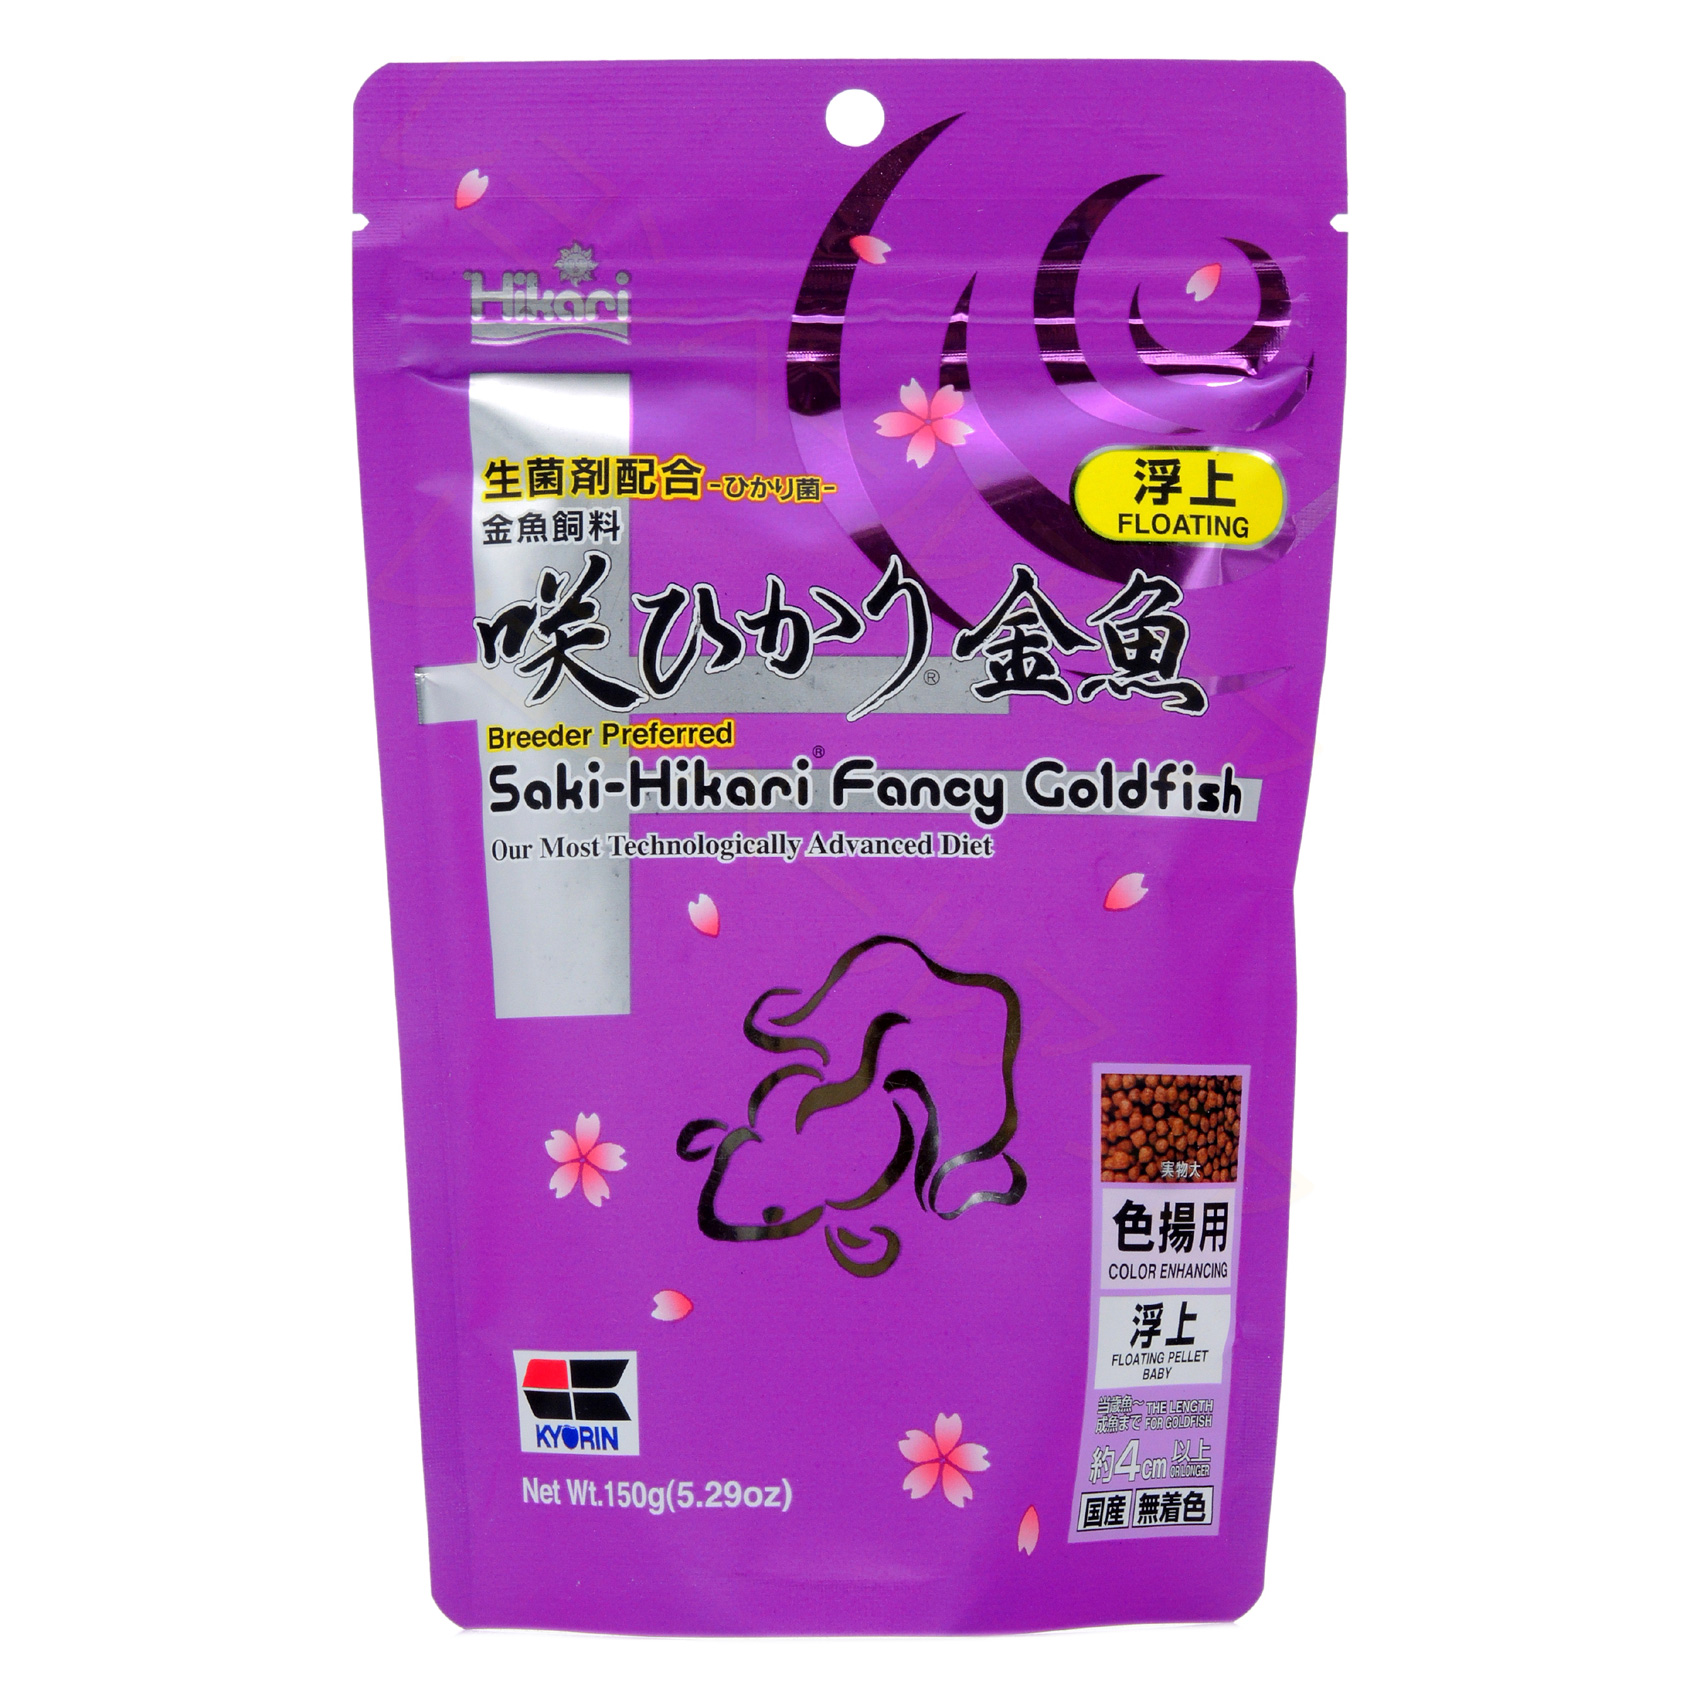 Hikari
生菌剤配合 -ひかり菌-
金魚飼料
浮上
FLOATING
咲ひかり®金魚
Breeder Preferred
Saki-Hikari® Fancy Goldfish
Our Most Technologically Advanced Diet
実物大
色揚用
COLOR ENHANCING
浮上
FLOATING PELLET
BABY
当歳魚～ THE LENGTH
成魚まで FOR GOLDFISH
約4cm以上 OR LONGER
国産 無着色
KYORIN
Net Wt.150g(5.29oz)